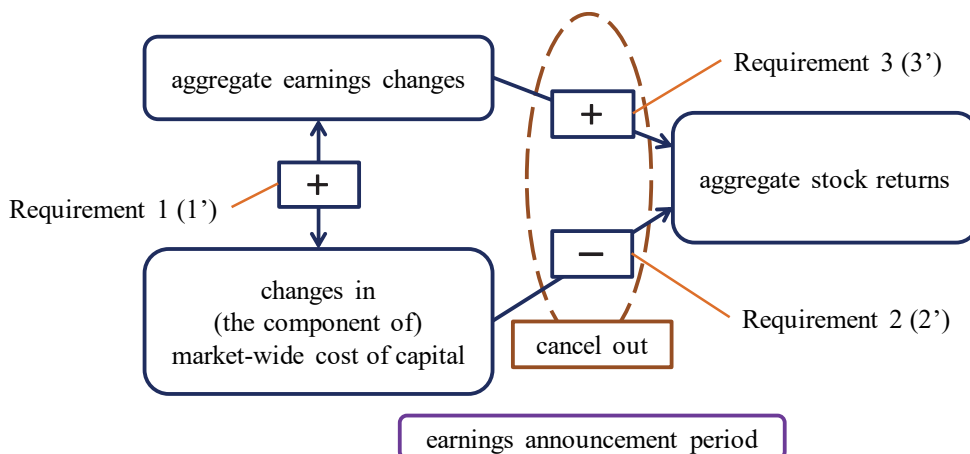 aggregate earnings changes
+
Requirement 3 (3’)
+
aggregate stock returns
Requirement 1 (1’)
−
changes in
(the component of)
market-wide cost of capital
Requirement 2 (2’)
cancel out
earnings announcement period